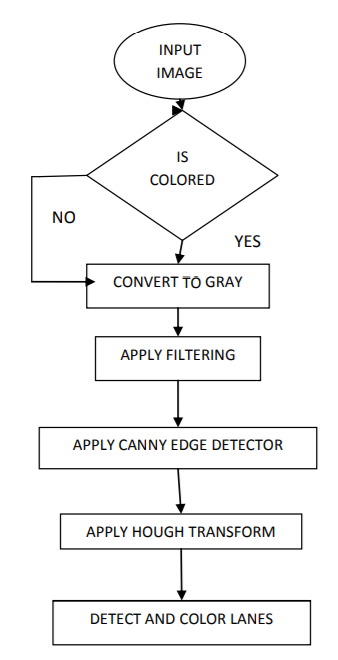 INPUT
IMAGE
IS
COLORED
NO
YES
CONVERT TO GRAY
APPLY FILTERING
APPLY CANNY EDGE DETECTOR
APPLY HOUGH TRANSFORM
DETECT AND COLOR LANES